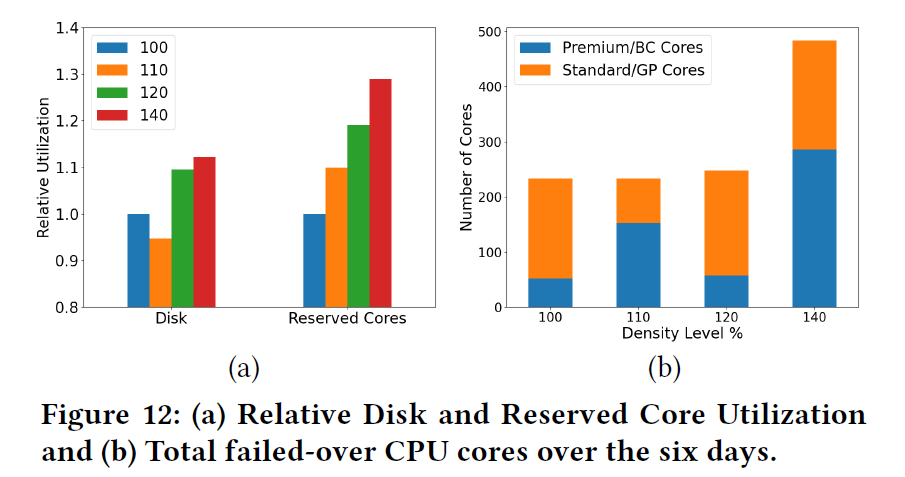 1.4
1.3
1.2
1.1
1.0
0.9
0.8
Relative Utilization
100
110
120
140
Disk Reserved Cores
(a)
500
400
300
200
100
0
Number of Cores
Premium/BC Cores
Standard/GP Cores
100 110 120 140
Density Level %
(b)
Figure 12: (a) Relative Disk and Reserved Core Utilization
and (b) Total failed-over CPU cores over the six days.